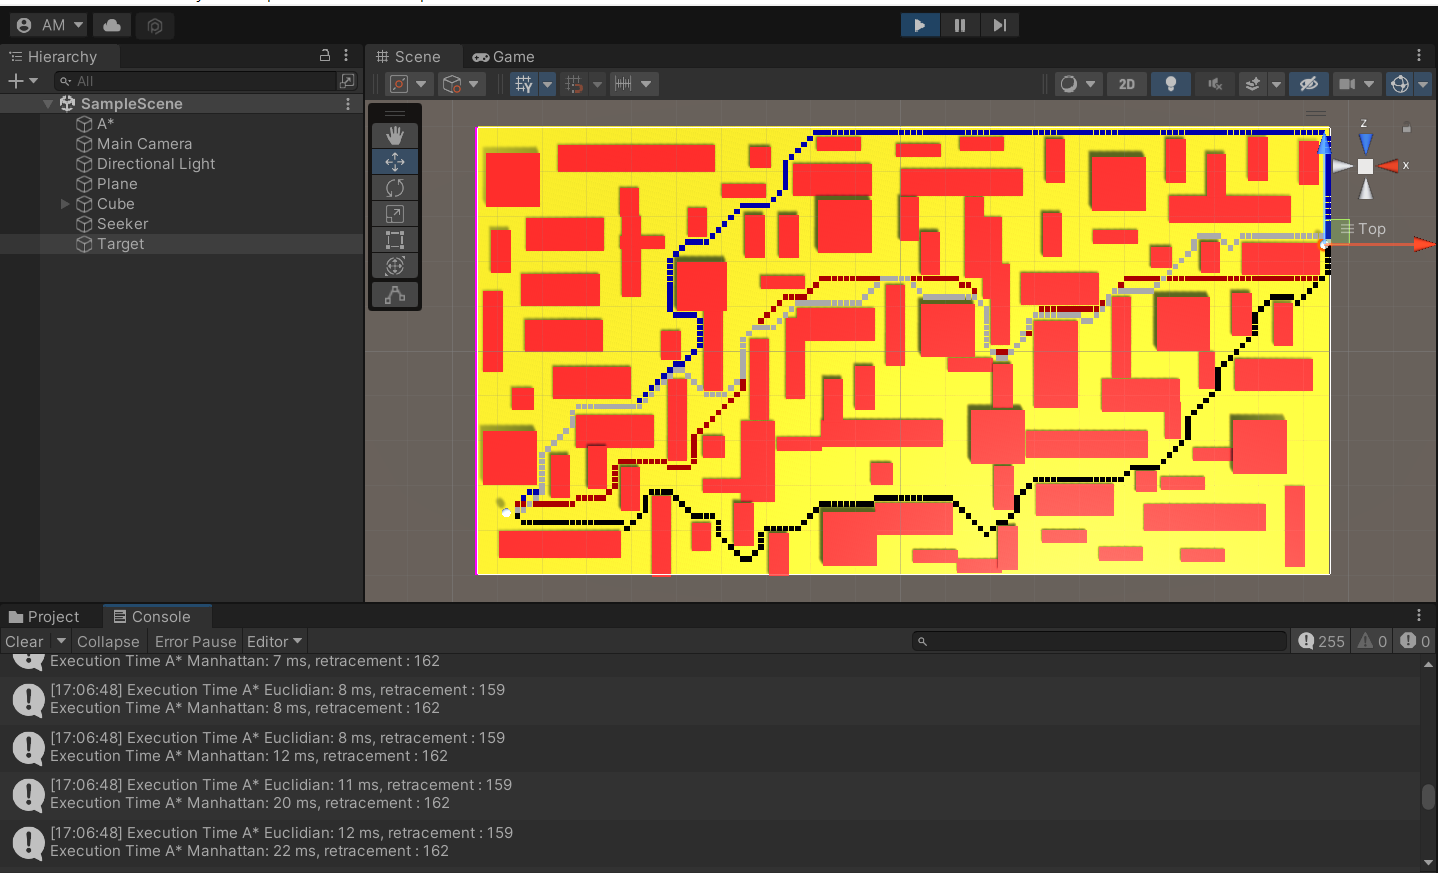 AM
Hierarchy
Scene
Game
All
2D
SampleScene
A*
Main Camera
Directional Light
Plane
Cube
Seeker
Target
z
x
Top
Project
Console
Clear
Collapse
Error Pause
Editor
255
0
0
Execution Time A* Manhattan: 7 ms, retracement : 162
[17:06:48] Execution Time A* Euclidian: 8 ms, retracement : 159
Execution Time A* Manhattan: 8 ms, retracement : 162
[17:06:48] Execution Time A* Euclidian: 8 ms, retracement : 159
Execution Time A* Manhattan: 12 ms, retracement : 162
[17:06:48] Execution Time A* Euclidian: 11 ms, retracement : 159
Execution Time A* Manhattan: 20 ms, retracement : 162
[17:06:48] Execution Time A* Euclidian: 12 ms, retracement : 159
Execution Time A* Manhattan: 22 ms, retracement : 162